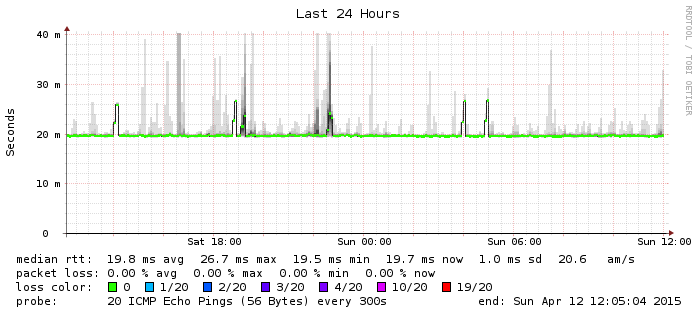 Last 24 Hours
RRDTOOL / TOBI OETIKER
Seconds
40 m
30 m
20 m
10 m
0
Sat 18:00 Sun 00:00 Sun 06:00 Sun 12:00
median rtt: 19.8 ms avg 26.7 ms max 19.5 ms min 19.7 ms now 1.0 ms sd 20.6 am/s
packet loss: 0.00 % avg 0.00 % max 0.00 % min 0.00 % now
loss color: 0 1/20 2/20 3/20 4/20 10/20 19/20
probe: 20 ICMP Echo Pings (56 Bytes) every 300s end: Sun Apr 12 12:05:04 2015